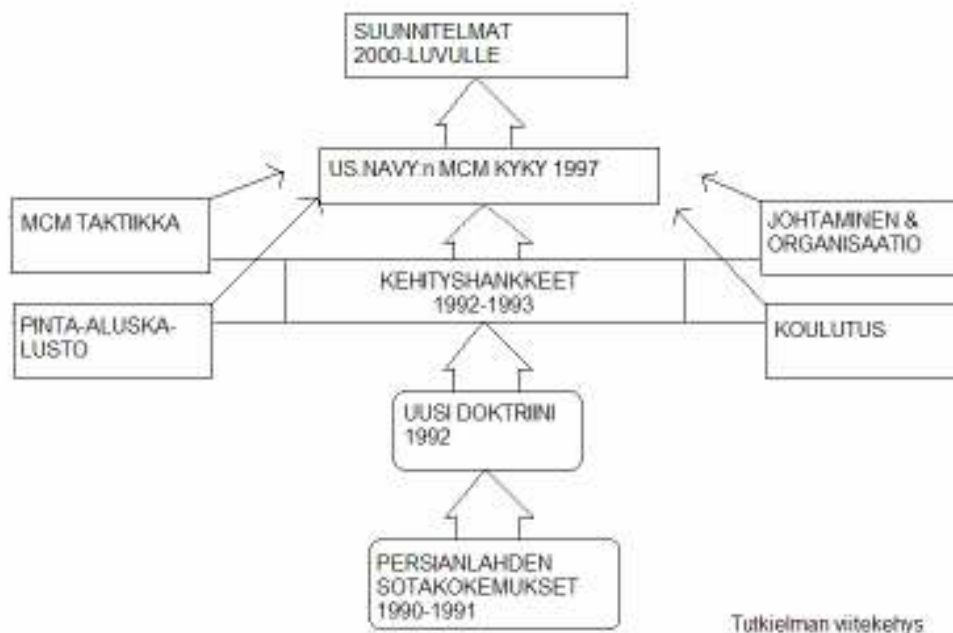 SUUNNITELMAT
2000-LUVULLE
US.NAVY:n MCM KYKY 1997
MCM TAKTIIKKA
JOHTAMINEN &
ORGANISAATIO
KEHITYSHANKKEET
1992-1993
PINTA-ALUSKA-
LUSTO
KOULUTUS
UUSI DOKTRIINI
1992
PERSIANLAHDEN
SOTAKOKEMUKSET
1990-1991
Tutkielman viitekehys